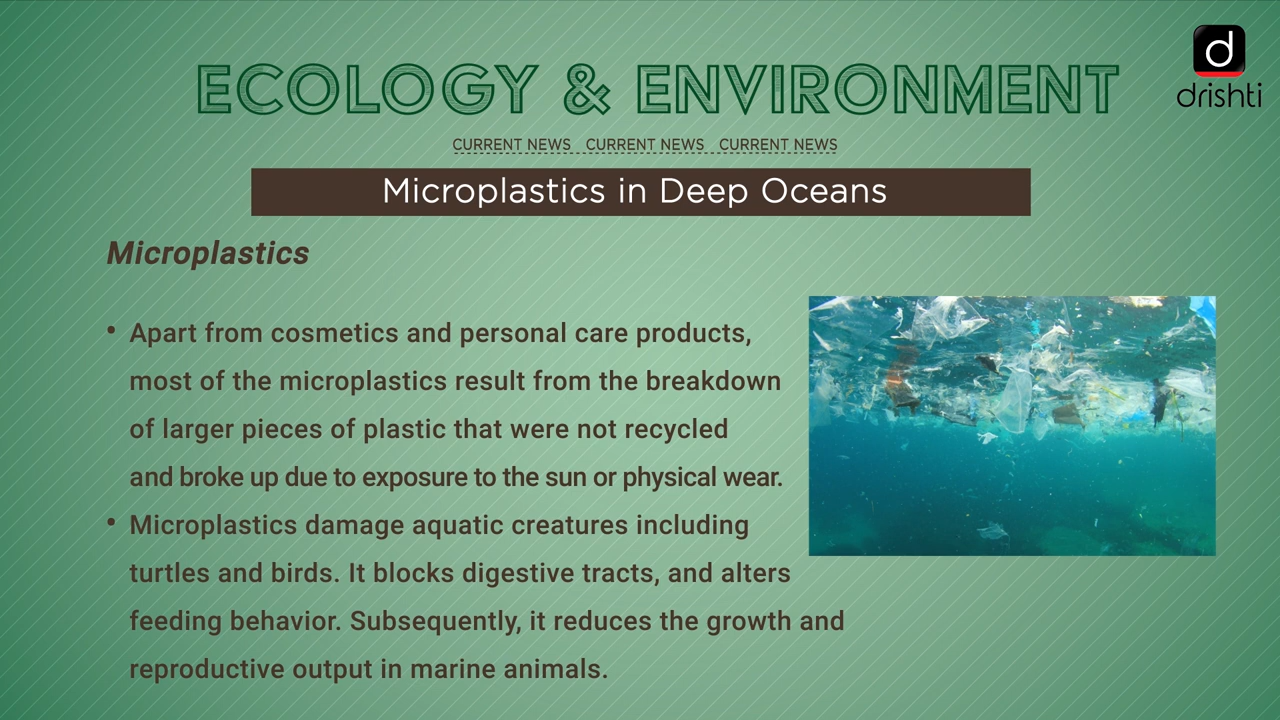 ECOLOGY & ENVIRONMENT
d
drishti
CURRENT NEWS CURRENT NEWS CURRENT NEWS
Microplastics in Deep Oceans
Microplastics
• Apart from cosmetics and personal care products,
most of the microplastics result from the breakdown
of larger pieces of plastic that were not recycled
and broke up due to exposure to the sun or physical wear.
• Microplastics damage aquatic creatures including
turtles and birds. It blocks digestive tracts, and alters
feeding behavior. Subsequently, it reduces the growth and
reproductive output in marine animals.